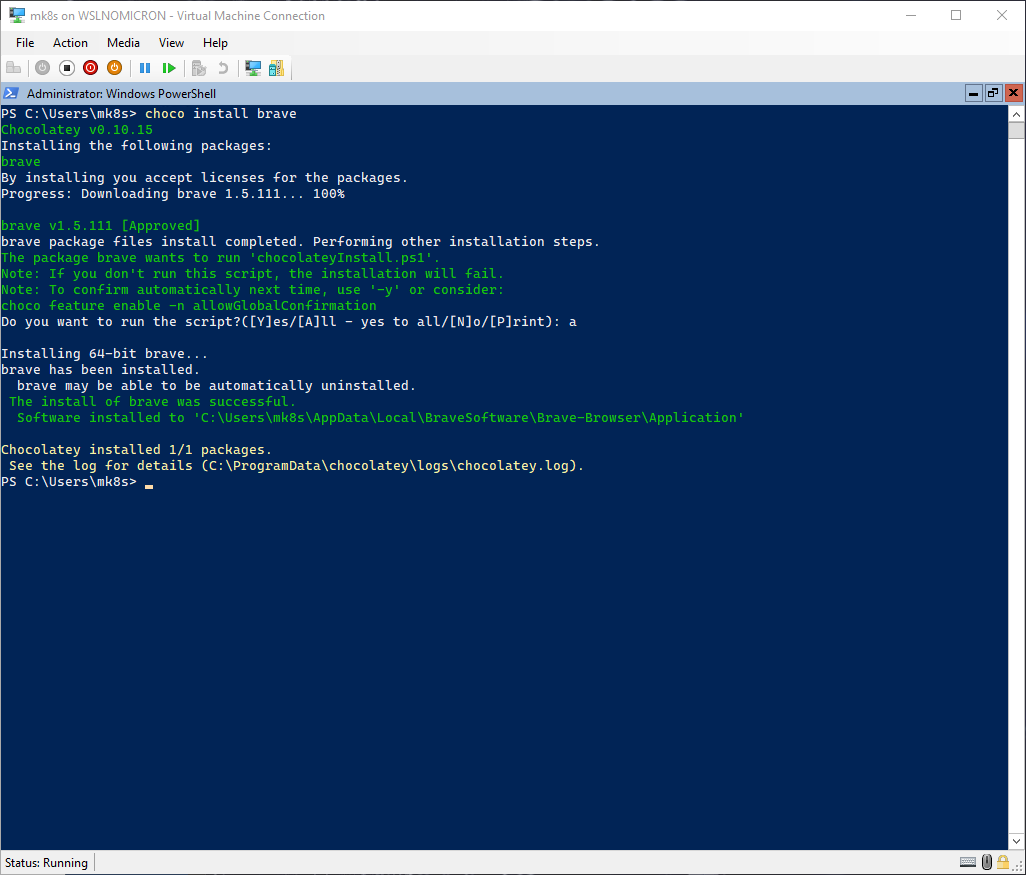 mk8s on WSLNOMICRON - Virtual Machine Connection
File Action Media View Help
Administrator: Windows PowerShell
PS C:\Users\mk8s> choco install brave
Chocolatey v0.10.15
Installing the following packages:
brave
By installing you accept licenses for the packages.
Progress: Downloading brave 1.5.111... 100%
brave v1.5.111 [Approved]
brave package files install completed. Performing other installation steps.
The package brave wants to run 'chocolateyInstall.ps1'.
Note: If you don't run this script, the installation will fail.
Note: To confirm automatically next time, use '-y' or consider:
choco feature enable -n allowGlobalConfirmation
Do you want to run the script?([Y]es/[A]ll - yes to all/[N]o/[P]rint): a
Installing 64-bit brave...
brave has been installed.
brave may be able to be automatically uninstalled.
The install of brave was successful.
Software installed to 'C:\Users\mk8s\AppData\Local\BraveSoftware\Brave-Browser\Application'
Chocolatey installed 1/1 packages.
See the log for details (C:\ProgramData\chocolatey\logs\chocolatey.log).
PS C:\Users\mk8s>
Status: Running